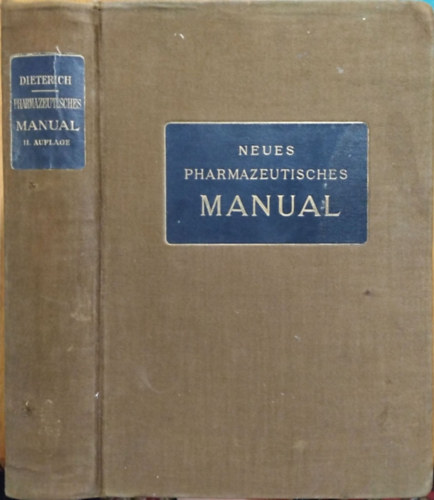 DIETERICH
PHARMAZEUTISCHES
MANUAL
11. AUFLAGE
NEUES
PHARMAZEUTISCHES
MANUAL